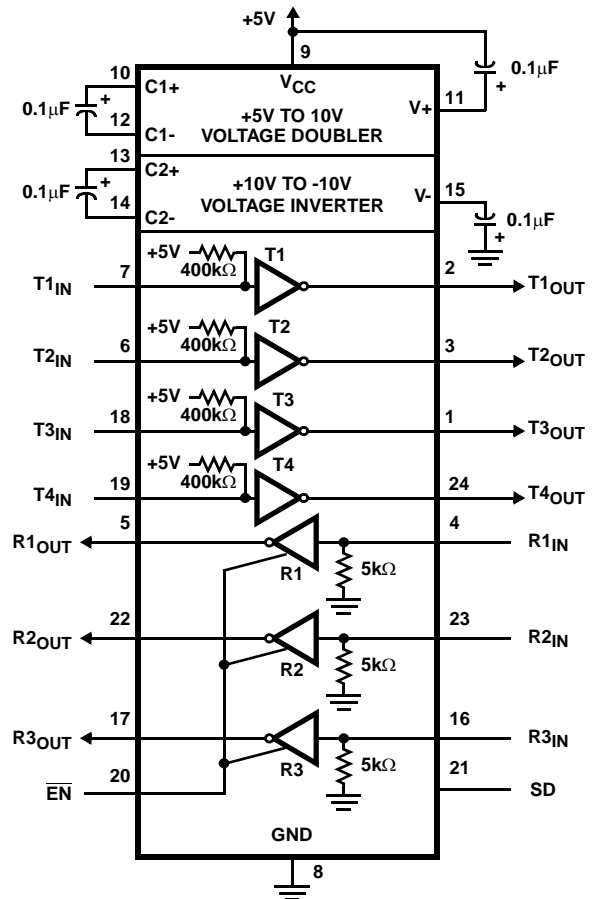 +5V
9
10
0.1µF
+
12
C1+
C1-
VCC
+5V TO 10V
VOLTAGE DOUBLER
V+
11
0.1µF
+
13
0.1µF
+
14
C2+
C2-
+10V TO -10V
VOLTAGE INVERTER
V-
15
0.1µF
+
T1IN
7
+5V
400kΩ
T1
2
T1OUT
T2IN
6
+5V
400kΩ
T2
3
T2OUT
T3IN
18
+5V
400kΩ
T3
1
T3OUT
T4IN
19
+5V
400kΩ
T4
24
T4OUT
R1OUT
5
R1
5kΩ
4
R1IN
R2OUT
22
R2
5kΩ
23
R2IN
R3OUT
17
R3
5kΩ
16
R3IN
EN
20
21
SD
GND
8